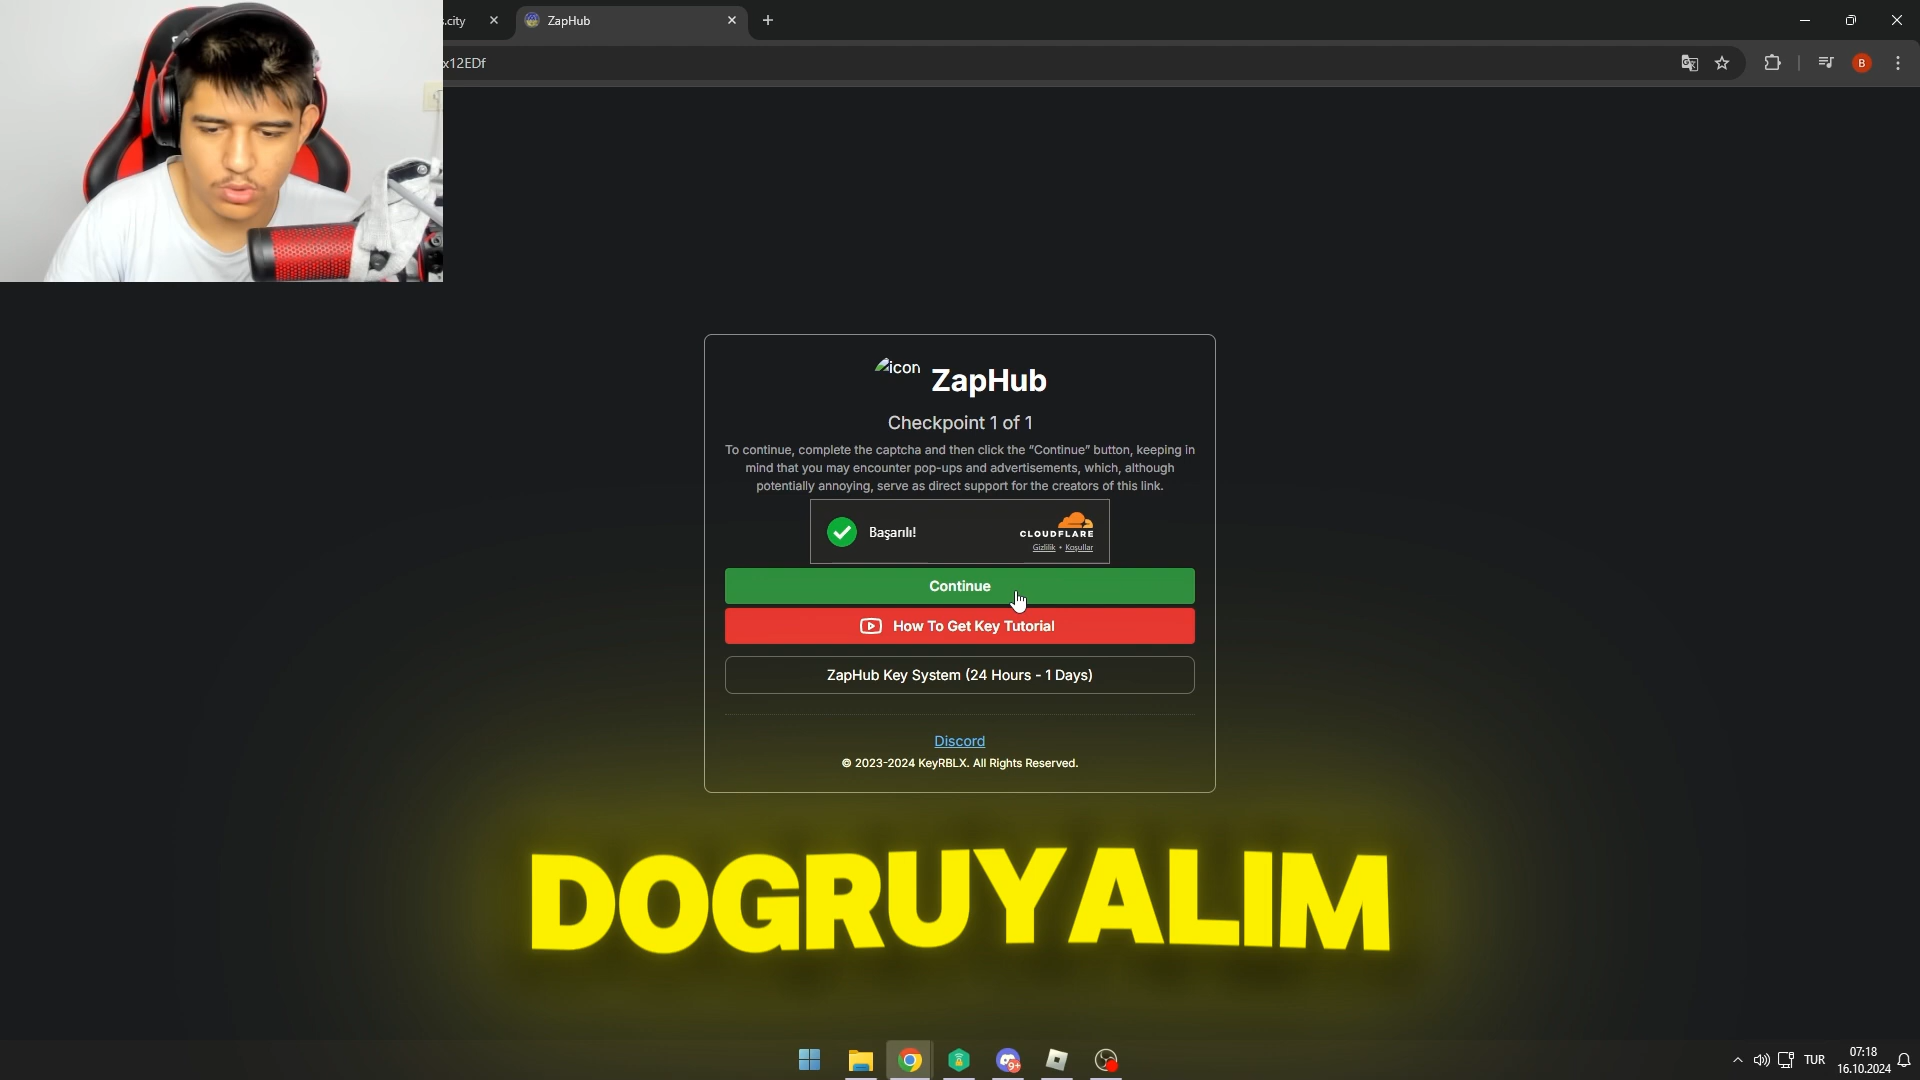 s.city
ZapHub
x12EDf
B
icon
ZapHub
Checkpoint 1 of 1
To continue, complete the captcha and then click the “Continue” button, keeping in
mind that you may encounter pop-ups and advertisements, which, although
potentially annoying, serve as direct support for the creators of this link.
Başarılı!
CLOUDFLARE
Gizlilik • Koşullar
Continue
How To Get Key Tutorial
ZapHub Key System (24 Hours - 1 Days)
Discord
© 2023-2024 KeyRBLX. All Rights Reserved.
DOGRUYALIM
9+
TUR
07:18
16.10.2024